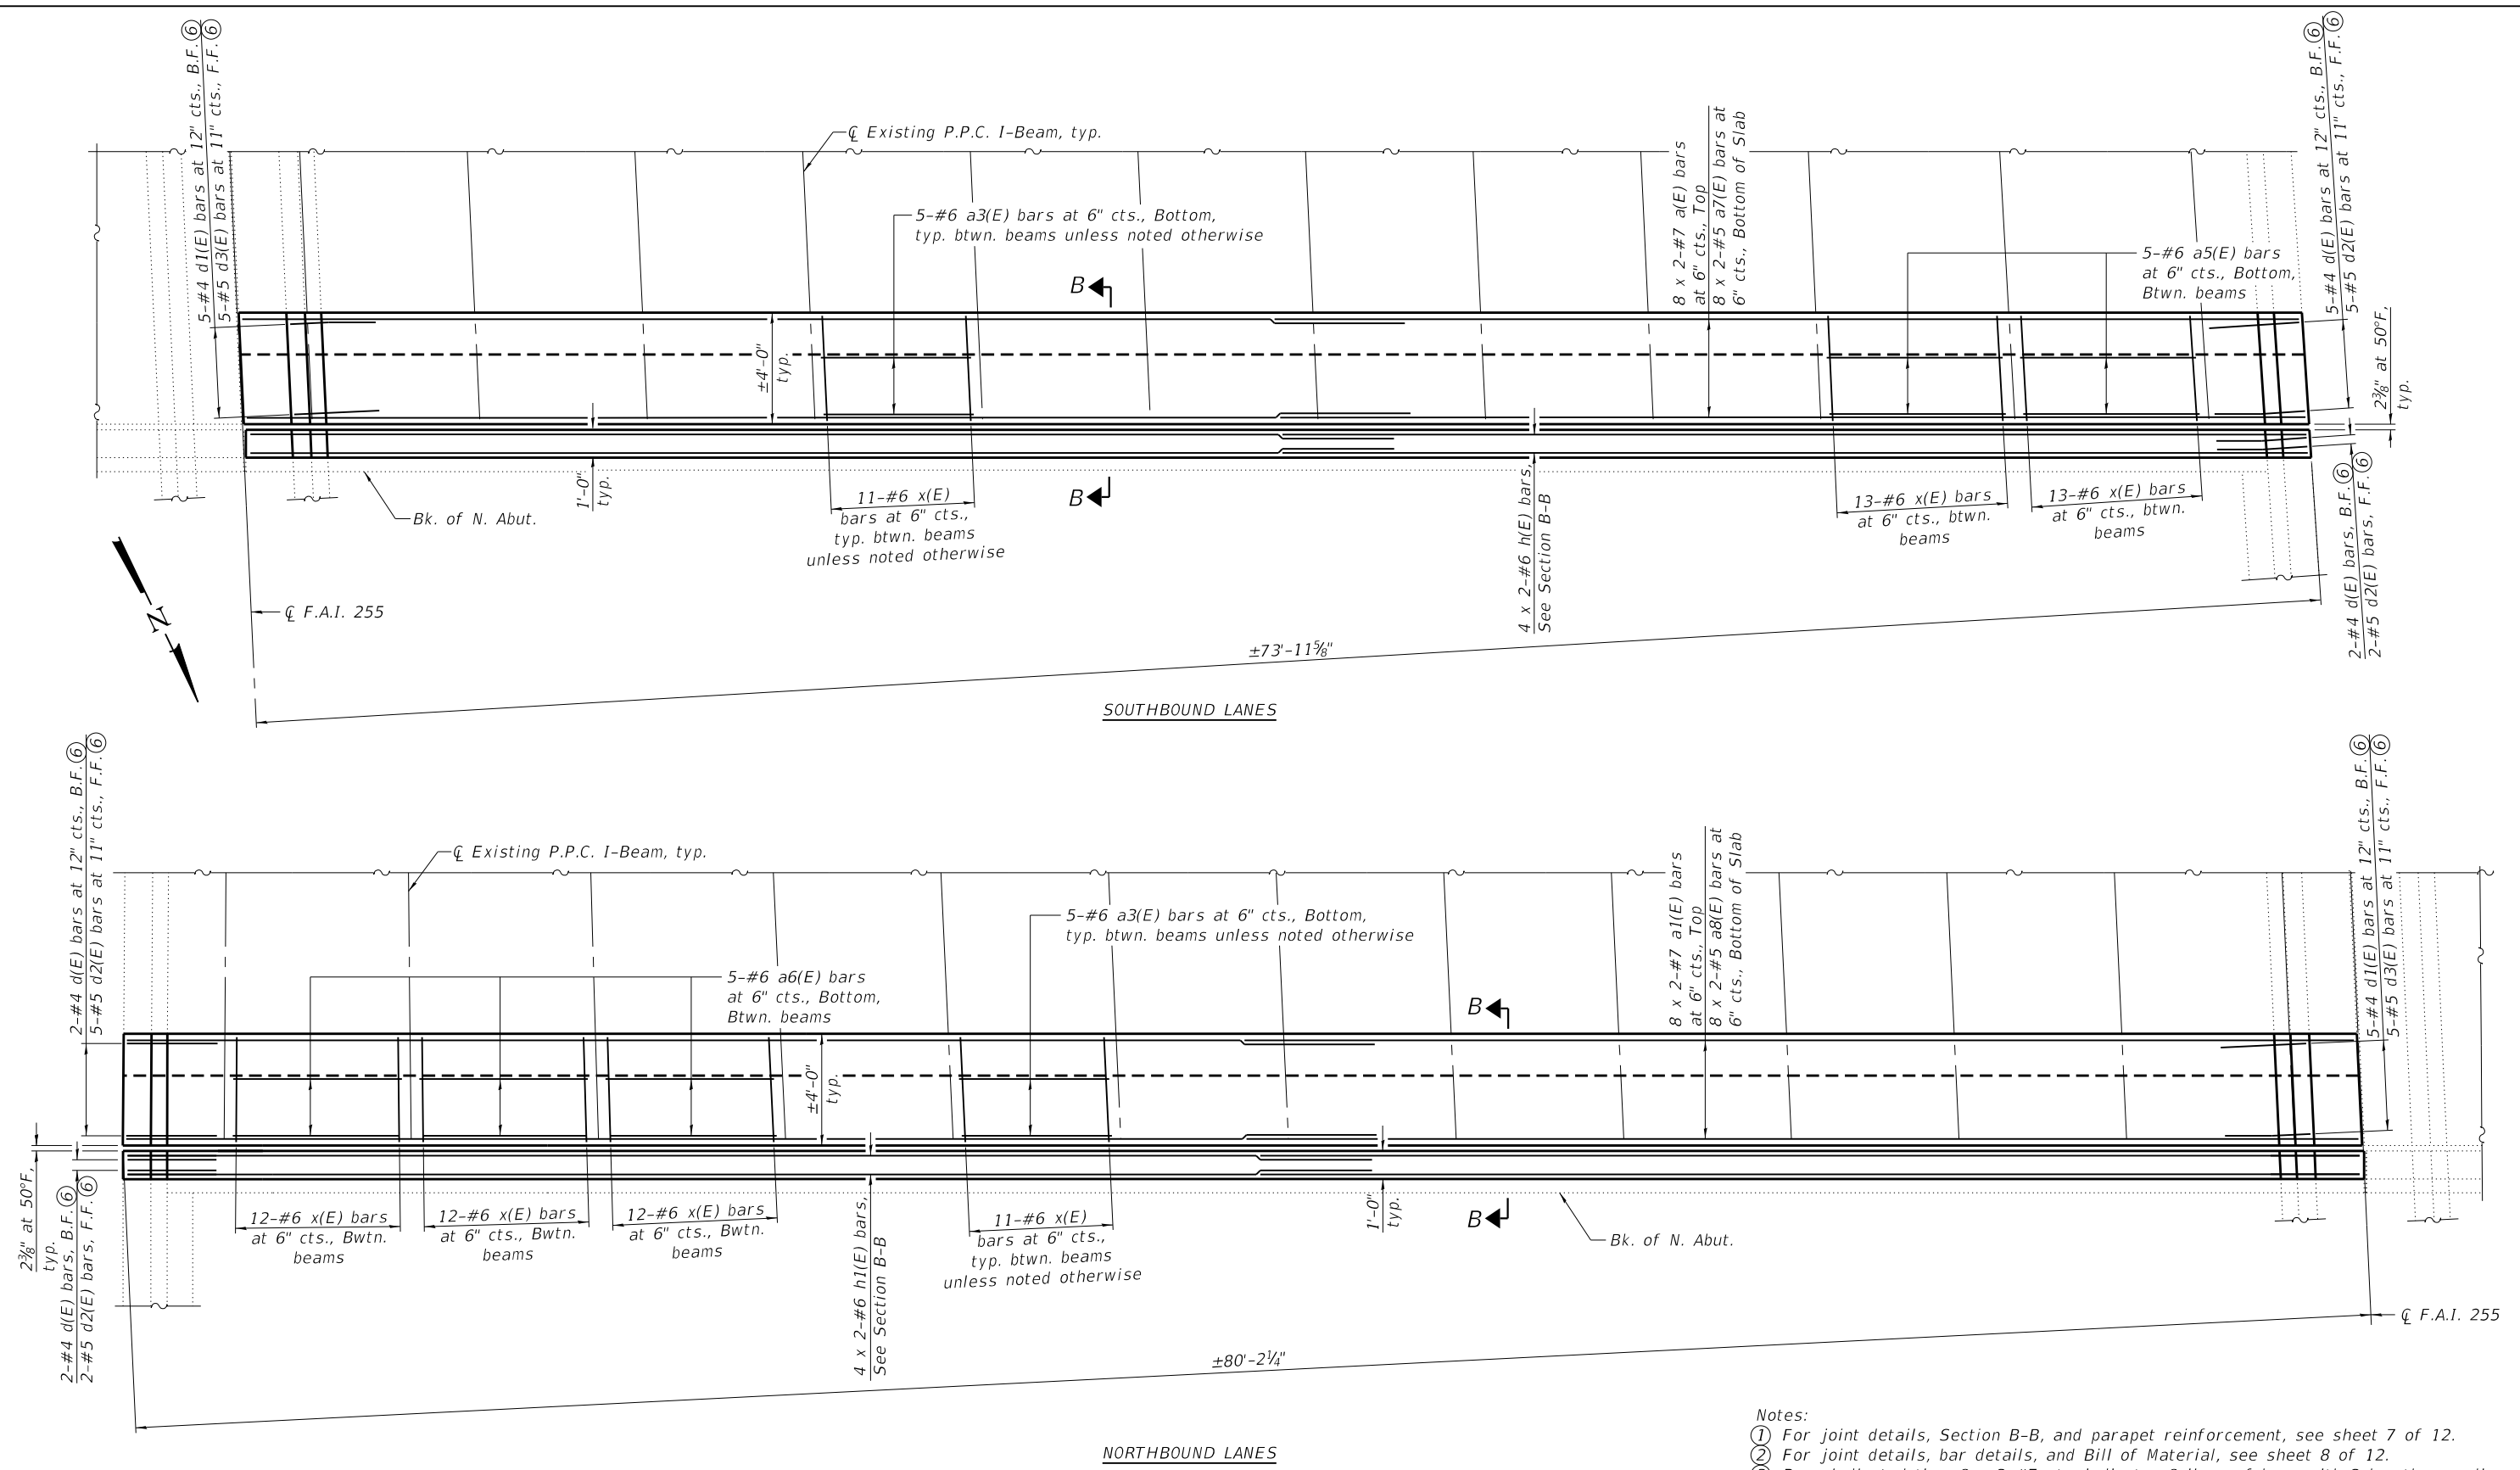 5-#4 d1(E) bars at 12" cts., B.F. 6
5-#5 d3(E) bars at 11" cts., F.F. 6
℄ Existing P.P.C. I-Beam, typ.
5-#6 a3(E) bars at 6" cts., Bottom,
typ. btwn. beams unless noted otherwise
B
8 x 2-#7 a(E) bars
at 6" cts., Top
8 x 2-#5 a7(E) bars at
6" cts., Bottom of Slab
5-#6 a5(E) bars
at 6" cts., Bottom,
Btwn. beams
5-#4 d(E) bars at 12" cts., B.F. 6
5-#5 d2(E) bars at 11" cts., F.F. 6
2⅜" at 50°F,
typ.
±4'-0"
typ.
1'-0"
typ.
Bk. of N. Abut.
11-#6 x(E)
bars at 6" cts.,
typ. btwn. beams
unless noted otherwise
B
4 x 2-#6 h(E) bars,
See Section B-B
13-#6 x(E) bars
at 6" cts., btwn.
beams
13-#6 x(E) bars
at 6" cts., btwn.
beams
2-#4 d(E) bars, B.F. 6
2-#5 d2(E) bars, F.F. 6
N
℄ F.A.I. 255
±73'-11⅝"
SOUTHBOUND LANES
2-#4 d(E) bars at 12" cts., B.F. 6
5-#5 d2(E) bars at 11" cts., F.F. 6
℄ Existing P.P.C. I-Beam, typ.
5-#6 a6(E) bars
at 6" cts., Bottom,
Btwn. beams
5-#6 a3(E) bars at 6" cts., Bottom,
typ. btwn. beams unless noted otherwise
B
8 x 2-#7 a1(E) bars
at 6" cts., Top
8 x 2-#5 a8(E) bars at
6" cts., Bottom of Slab
5-#4 d1(E) bars at 12" cts., B.F. 6
5-#5 d3(E) bars at 11" cts., F.F. 6
±4'-0"
typ.
2⅜" at 50°F,
typ.
2-#4 d(E) bars, B.F. 6
2-#5 d2(E) bars, F.F. 6
12-#6 x(E) bars
at 6" cts., Bwtn.
beams
12-#6 x(E) bars
at 6" cts., Bwtn.
beams
12-#6 x(E) bars
at 6" cts., Bwtn.
beams
4 x 2-#6 h1(E) bars,
See Section B-B
11-#6 x(E)
bars at 6" cts.,
typ. btwn. beams
unless noted otherwise
1'-0"
typ.
B
Bk. of N. Abut.
℄ F.A.I. 255
±80'-2¼"
NORTHBOUND LANES
Notes:
1 For joint details, Section B-B, and parapet reinforcement, see sheet 7 of 12.
2 For joint details, bar details, and Bill of Material, see sheet 8 of 12.